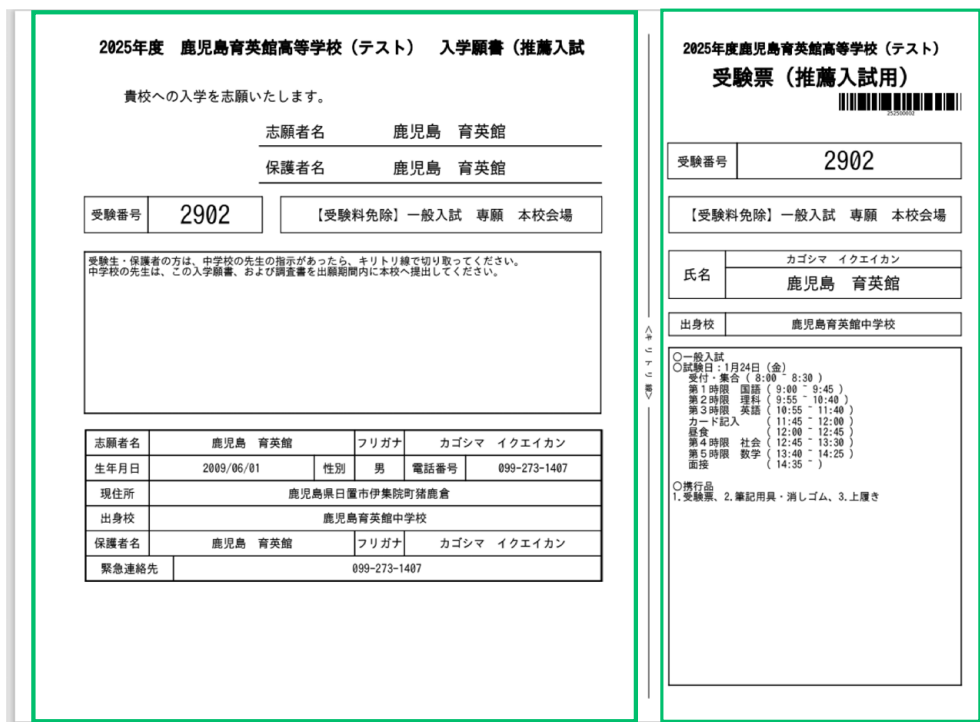 2025年度　鹿児島育英館高等学校（テスト）　入学願書（推薦入試
貴校への入学を志願いたします。
志願者名　鹿児島　育英館
保護者名　鹿児島　育英館
受験番号　2902　【受験料免除】一般入試　専願　本校会場
受験生・保護者の方は、中学校の先生の指示があったら、キリトリ線で切り取ってください。
中学校の先生は、この入学願書、および調査書を出願期間内に本校へ提出してください。
志願者名　鹿児島　育英館　フリガナ　カゴシマ　イクエイカン
生年月日　2009/06/01　性別　男　電話番号　099-273-1407
現住所　鹿児島県日置市伊集院町猪鹿倉
出身校　鹿児島育英館中学校
保護者名　鹿児島　育英館　フリガナ　カゴシマ　イクエイカン
緊急連絡先　099-273-1407
<キリトリ線>
2025年度鹿児島育英館高等学校（テスト）
受験票（推薦入試用）
252500002
受験番号　2902
【受験料免除】一般入試　専願　本校会場
氏名　カゴシマ　イクエイカン
鹿児島　育英館
出身校　鹿児島育英館中学校
○一般入試
○試験日：1月24日（金）
受付・集合（ 8:00 ~ 8:30 ）
第１時限　国語（ 9:00 ~ 9:45 ）
第２時限　理科（ 9:55 ~ 10:40 ）
第３時限　英語（ 10:55 ~ 11:40 ）
カード記入　（ 11:45 ~ 12:00 ）
昼食　（ 12:00 ~ 12:45 ）
第４時限　社会（ 12:45 ~ 13:30 ）
第５時限　数学（ 13:40 ~ 14:25 ）
面接　（ 14:35 ~ ）
○携行品
1.受験票、2.筆記用具・消しゴム、3.上履き